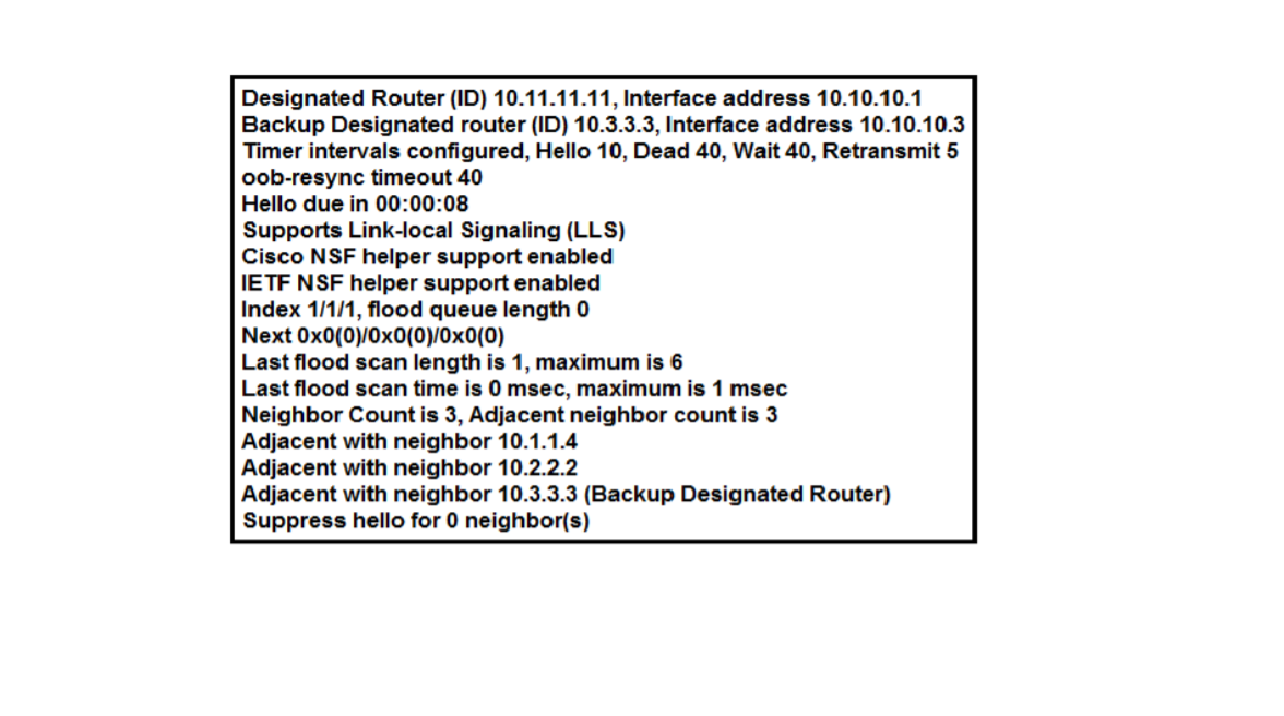 Designated Router (ID) 10.11.11.11, Interface address 10.10.10.1
Backup Designated router (ID) 10.3.3.3, Interface address 10.10.10.3
Timer intervals configured, Hello 10, Dead 40, Wait 40, Retransmit 5
oob-resync timeout 40
Hello due in 00:00:08
Supports Link-local Signaling (LLS)
Cisco NSF helper support enabled
IETF NSF helper support enabled
Index 1/1/1, flood queue length 0
Next 0x0(0)/0x0(0)/0x0(0)
Last flood scan length is 1, maximum is 6
Last flood scan time is 0 msec, maximum is 1 msec
Neighbor Count is 3, Adjacent neighbor count is 3
Adjacent with neighbor 10.1.1.4
Adjacent with neighbor 10.2.2.2
Adjacent with neighbor 10.3.3.3 (Backup Designated Router)
Suppress hello for 0 neighbor(s)